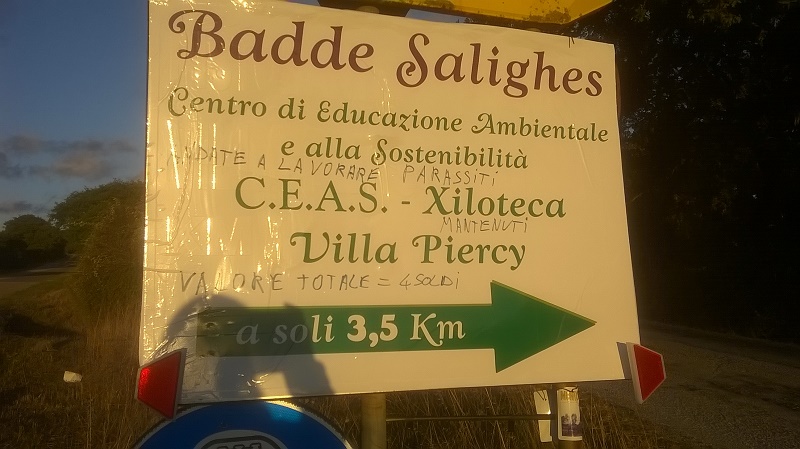 Badde Salighes
Centro di Educazione Ambientale
e alla Sostenibilità
ANDATE A LAVORARE PARASSITI
C.E.A.S. - Xiloteca
MANTENUTI
Villa Piercy
VALORE TOTALE = 4 SOLDI
a soli 3,5 Km